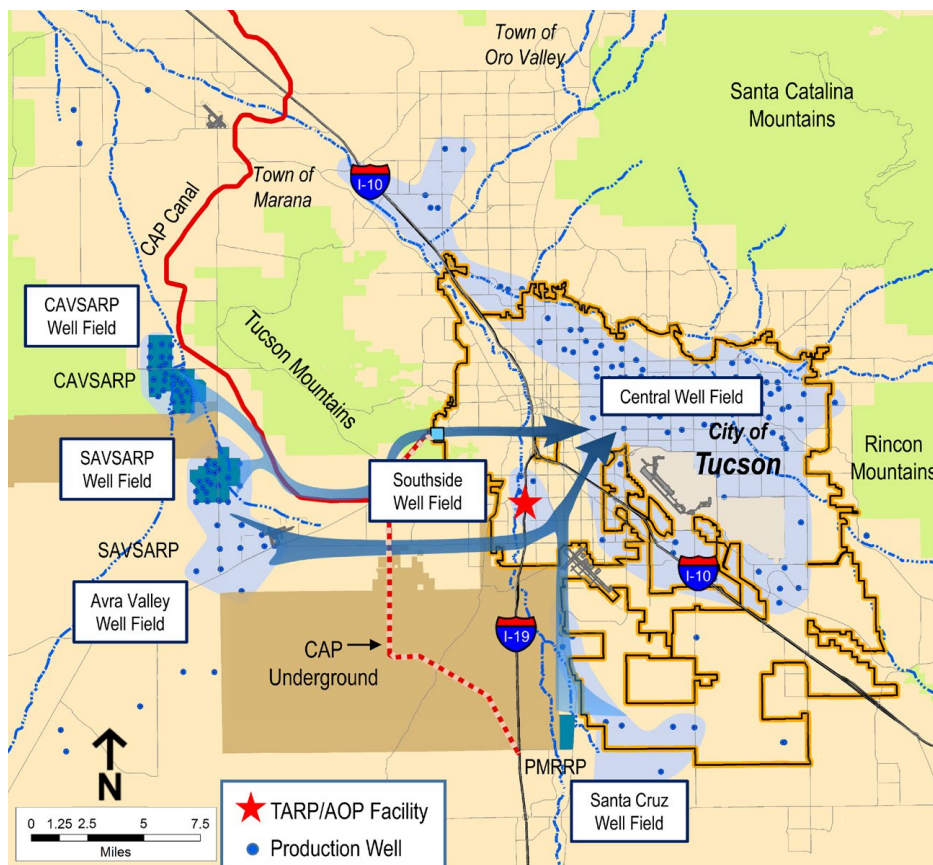 Town of
Oro Valley
Santa Catalina
Mountains
I-10
Town of
Marana
CAP Canal
CAVSARP
Well Field
CAVSARP
Tucson Mountains
Central Well Field
City of
Tucson
Rincon
Mountains
SAVSARP
Well Field
Southside
Well Field
SAVSARP
Avra Valley
Well Field
I-10
I-19
CAP
Underground
N
PMRRP
Santa Cruz
Well Field
TARP/AOP Facility
Production Well
0 1.25 2.5 5 7.5
Miles